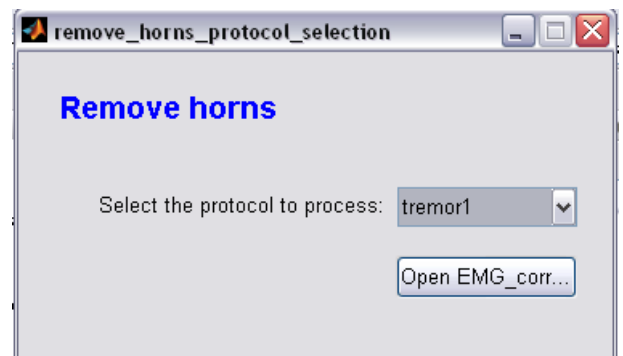 remove_horns_protocol_selection
Remove horns
Select the protocol to process: tremor1
Open EMG_corr...